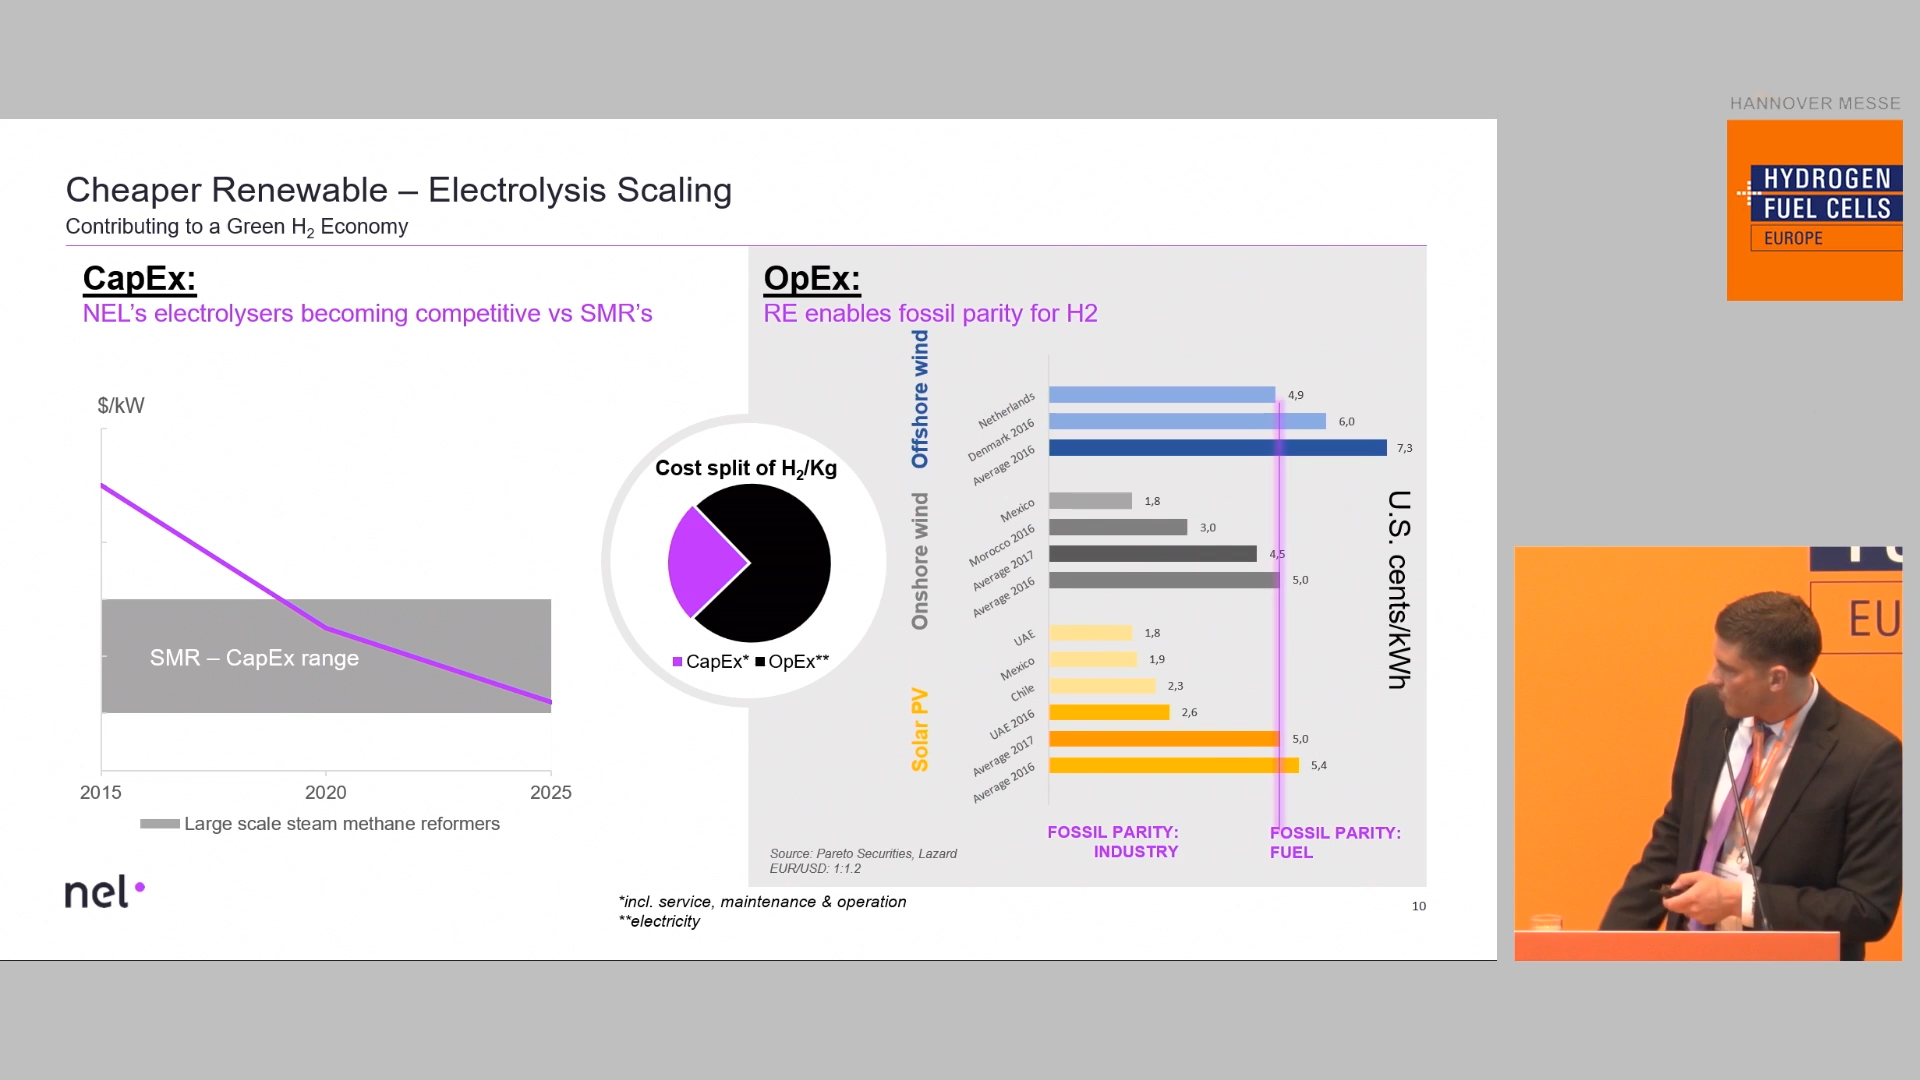 HANNOVER MESSE
HYDROGEN
FUEL CELLS
EUROPE
Cheaper Renewable – Electrolysis Scaling
Contributing to a Green H2 Economy
CapEx:
NEL's electrolysers becoming competitive vs SMR's
$/kW
SMR – CapEx range
2015 2020 2025
Large scale steam methane reformers
Cost split of H2/Kg
CapEx* OpEx**
OpEx:
RE enables fossil parity for H2
Offshore wind
Netherlands 4,9
Denmark 2016 6,0
Average 2016 7,3
Onshore wind
Mexico 1,8
Morocco 2016 3,0
Average 2017 4,5
Average 2016 5,0
Solar PV
UAE 1,8
Mexico 1,9
Chile 2,3
UAE 2016 2,6
Average 2017 5,0
Average 2016 5,4
U.S. cents/kWh
FOSSIL PARITY:
INDUSTRY
FOSSIL PARITY:
FUEL
Source: Pareto Securities, Lazard
EUR/USD: 1:1.2
nel
*incl. service, maintenance & operation
**electricity
10
EU